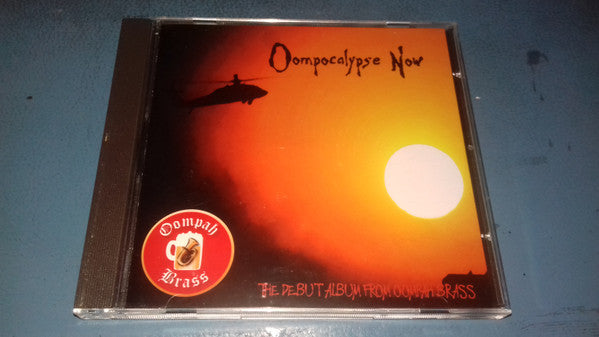 Oompocalypse Now
Oompah
Brass
THE DEBUT ALBUM FROM OOMPAH BRASS